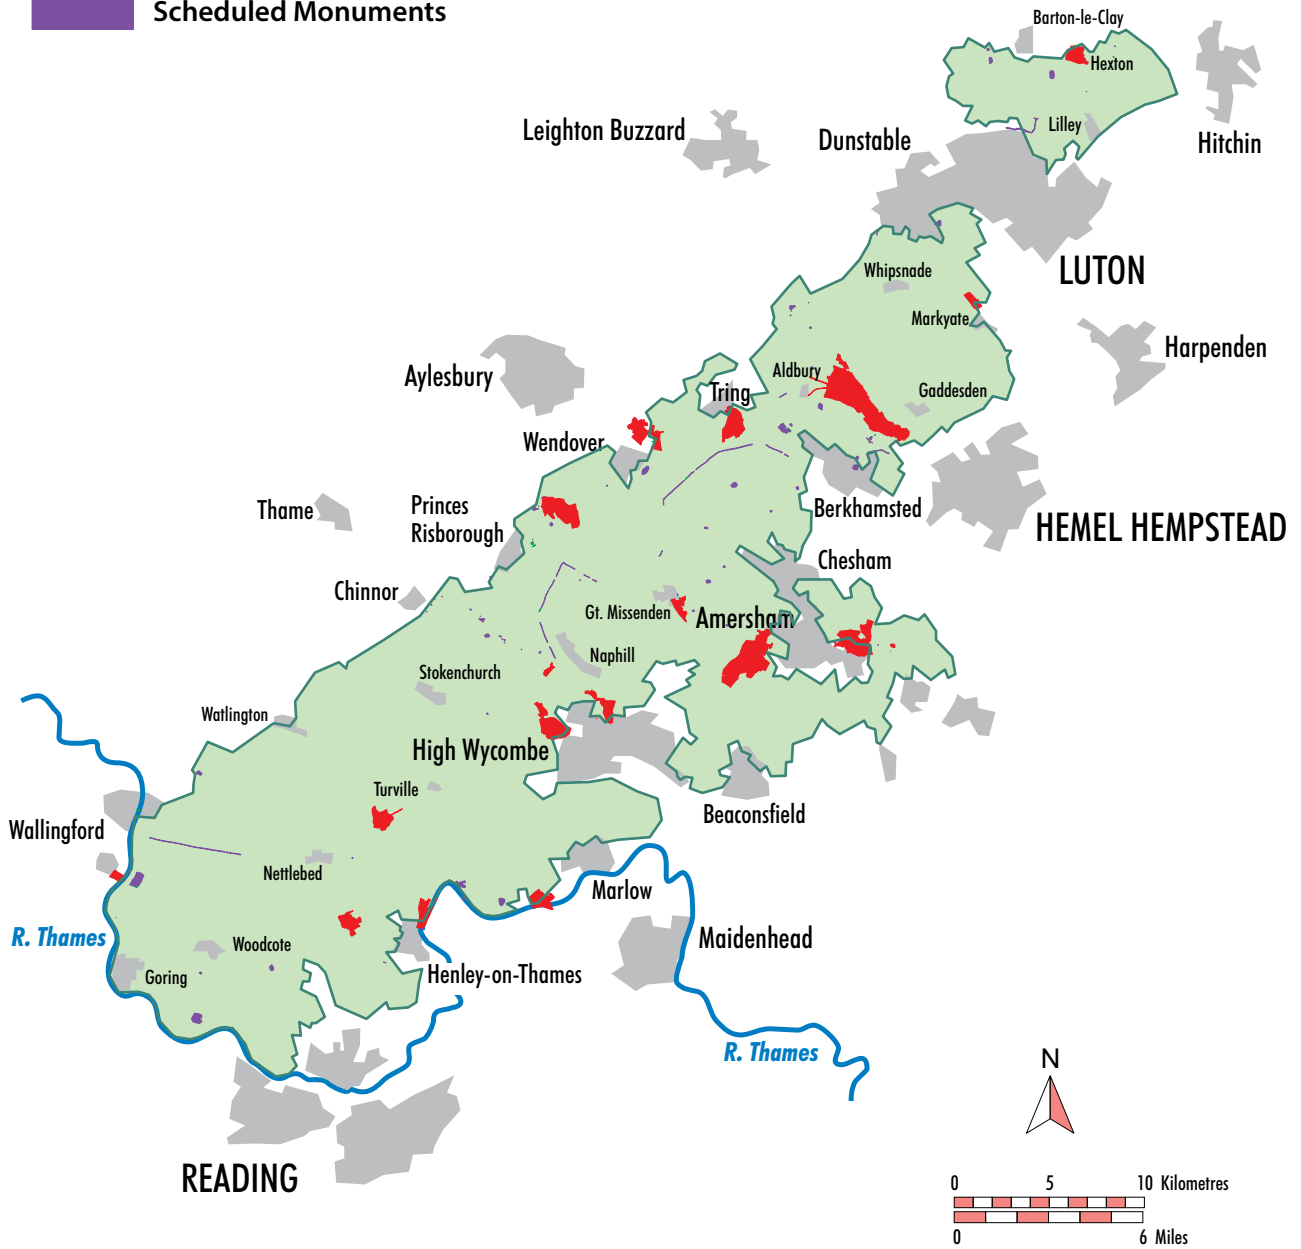 Scheduled Monuments
Barton-le-Clay
Hexton
Leighton Buzzard
Dunstable
Lilley
Hitchin
LUTON
Whipsnade
Markyate
Harpenden
Aylesbury
Aldbury
Tring
Gaddesden
Wendover
Thame
Princes
Risborough
Berkhamsted
HEMEL HEMPSTEAD
Chesham
Chinnor
Gt. Missenden
Amersham
Naphill
Stokenchurch
Watlington
High Wycombe
Turville
Beaconsfield
Wallingford
Nettlebed
Marlow
R. Thames
Woodcote
Maidenhead
Goring
Henley-on-Thames
R. Thames
N
READING
0 5 10 Kilometres
0 6 Miles